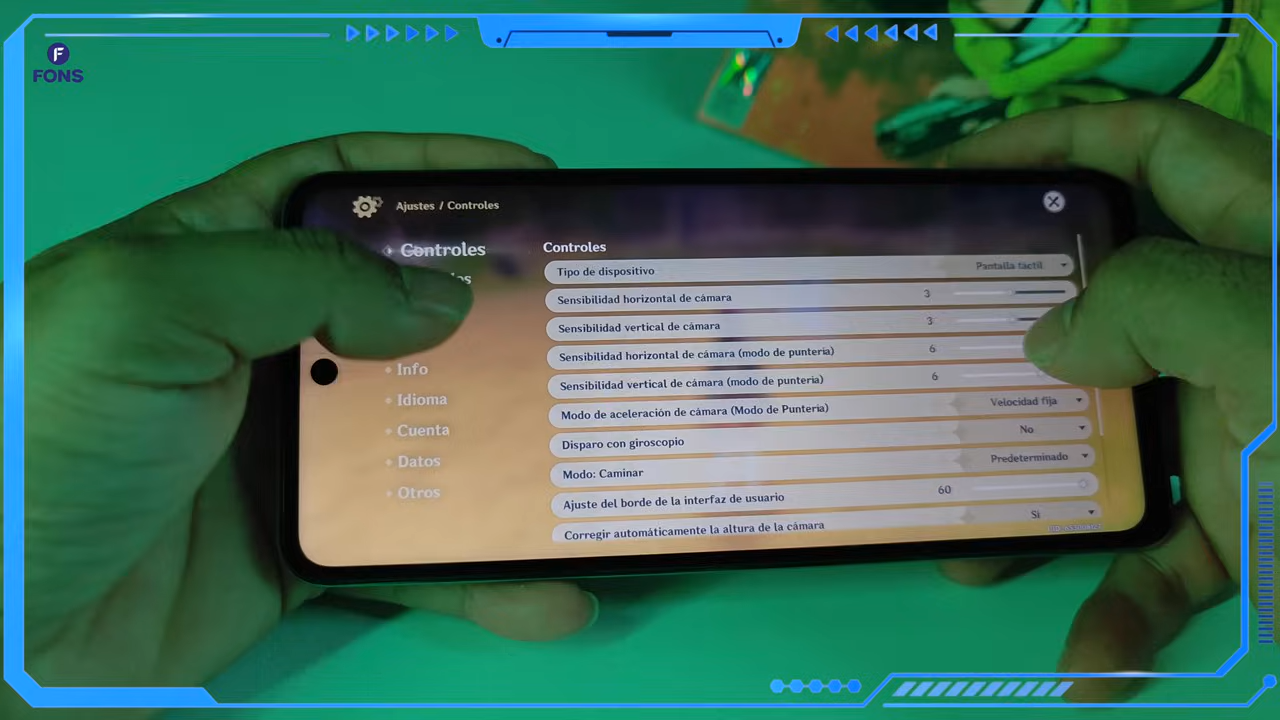 F
FONS
Ajustes / Controles
Controles
Info
Idioma
Cuenta
Datos
Otros
Controles
Tipo de dispositivo Pantalla táctil
Sensibilidad horizontal de cámara 3
Sensibilidad vertical de cámara 3
Sensibilidad horizontal de cámara (modo de puntería) 6
Sensibilidad vertical de cámara (modo de puntería) 6
Modo de aceleración de cámara (Modo de Puntería) Velocidad fija
Disparo con giroscopio No
Modo: Caminar Predeterminado
Ajuste del borde de la interfaz de usuario 60
Corregir automáticamente la altura de la cámara Sí